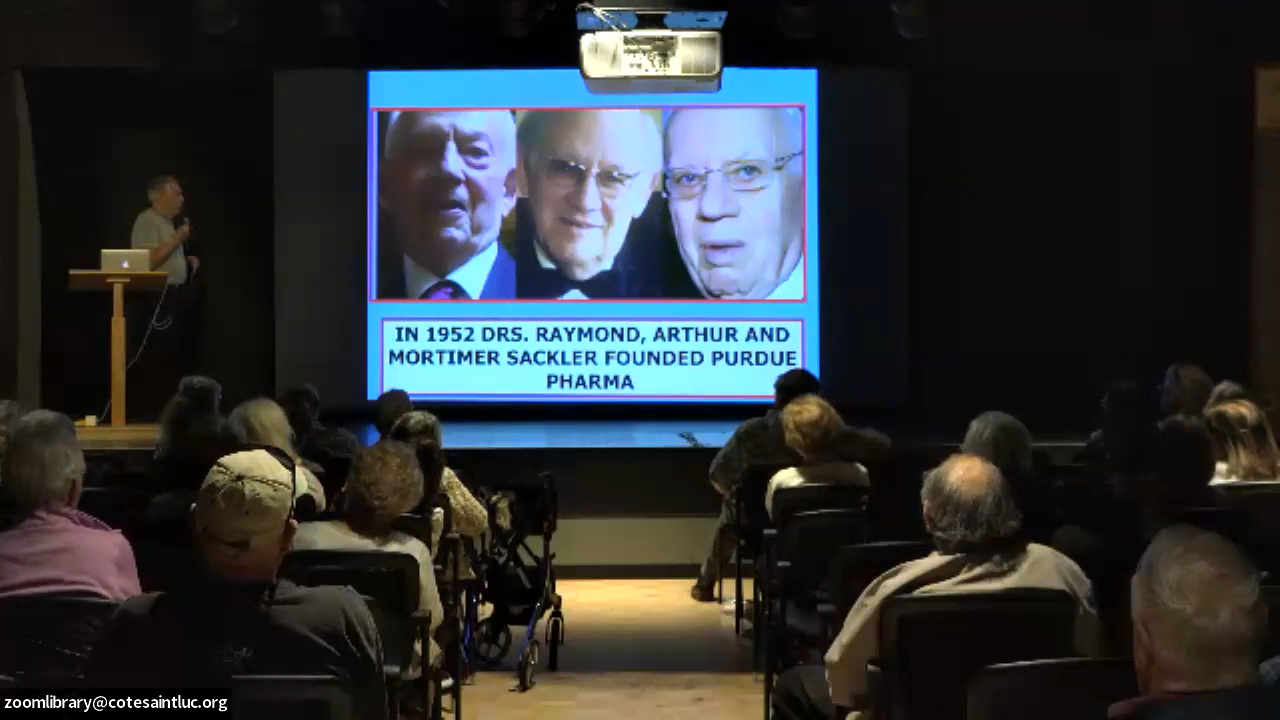 IN 1952 DRS. RAYMOND, ARTHUR AND
MORTIMER SACKLER FOUNDED PURDUE
PHARMA
zoomlibrary@cotesaintluc.org